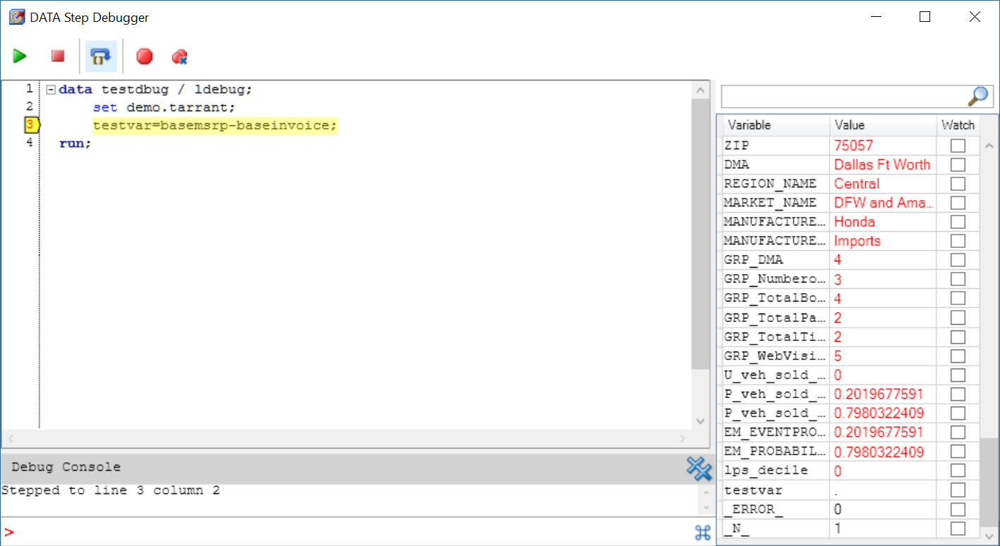 DATA Step Debugger
1 data testdbug / ldebug;
2 set demo.tarrant;
3 testvar=basemsrp-baseinvoice;
4 run;
Debug Console
Stepped to line 3 column 2
>
Variable Value Watch
ZIP 75057
DMA Dallas Ft Worth
REGION_NAME Central
MARKET_NAME DFW and Ama...
MANUFACTURE... Honda
MANUFACTURE... Imports
GRP_DMA 4
GRP_Numbero... 3
GRP_TotalBo... 4
GRP_TotalPa... 2
GRP_TotalTi... 2
GRP_WebVisi... 5
U_veh_sold_... 0
P_veh_sold_... 0.2019677591
P_veh_sold_... 0.7980322409
EM_EVENTPRO... 0.2019677591
EM_PROBABIL... 0.7980322409
lps_decile 0
testvar .
_ERROR_ 0
_N_ 1